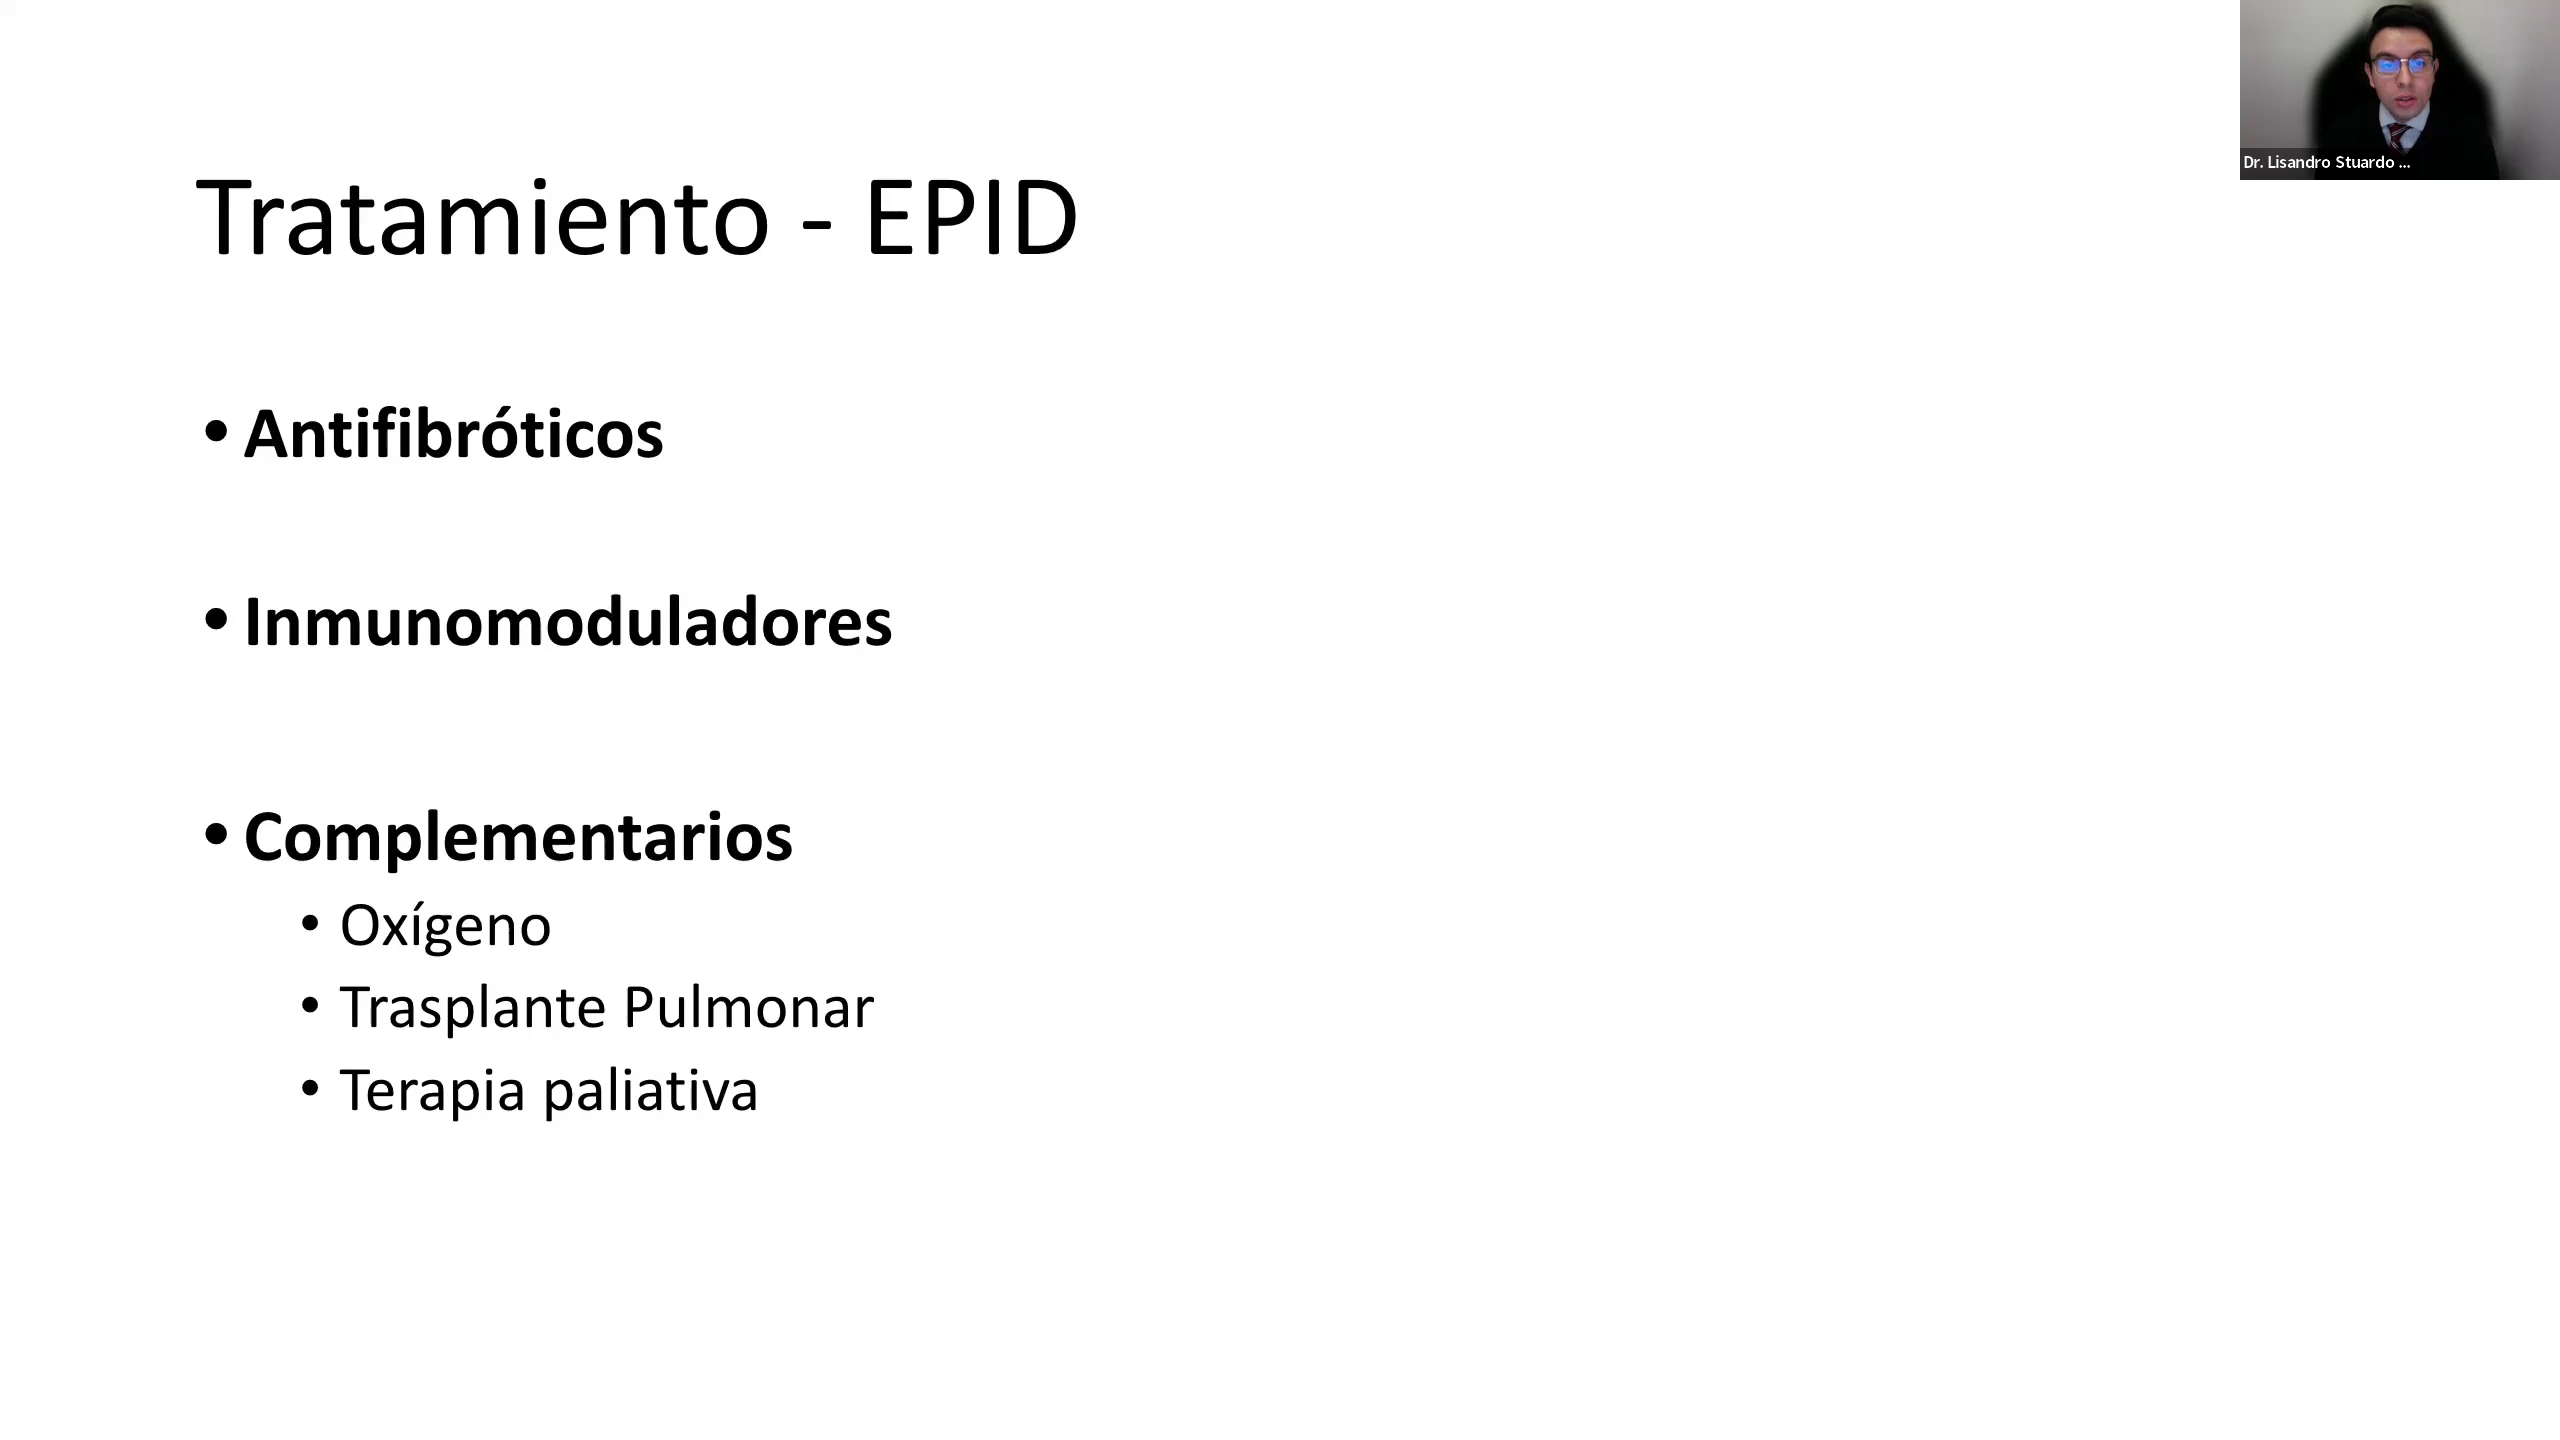 Dr. Lisandro Stuardo ...
Tratamiento - EPID
• Antifibróticos
• Inmunomoduladores
• Complementarios
• Oxígeno
• Trasplante Pulmonar
• Terapia paliativa